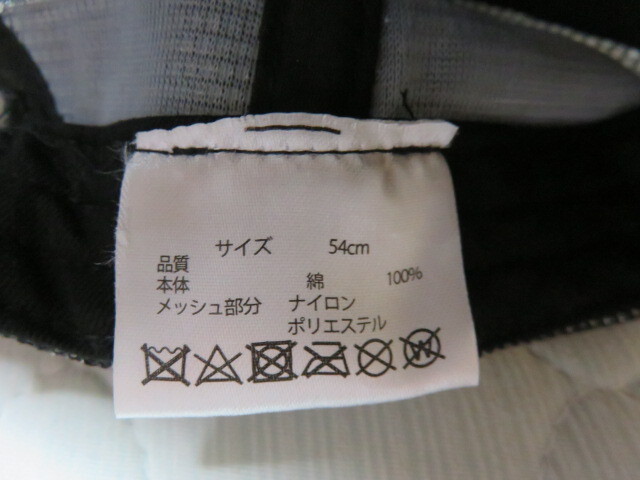 サイズ 54cm
品質
本体 綿 100%
メッシュ部分 ナイロン
ポリエステル